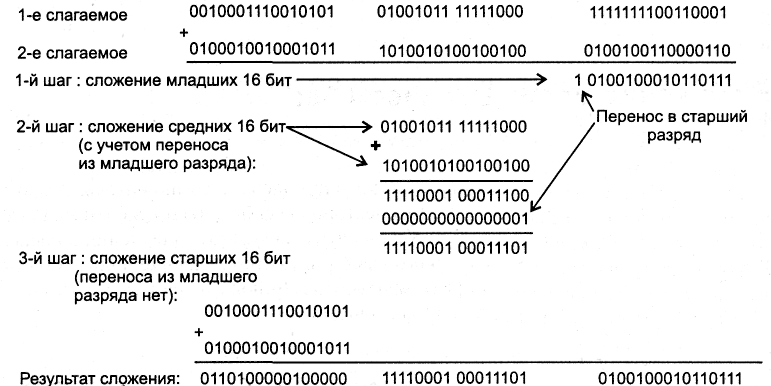 1-е слагаемое 0010001110010101 01001011 11111000 1111111100110001
+
2-е слагаемое 0100010010001011 1010010100100100 0100100110000110
1-й шаг : сложение младших 16 бит 1 0100100010110111
2-й шаг : сложение средних 16 бит 01001011 11111000 Перенос в старший
(с учетом переноса + разряд
из младшего разряда): 1010010100100100
11110001 00011100
0000000000000001
11110001 00011101
3-й шаг : сложение старших 16 бит
(переноса из младшего
разряда нет):
0010001110010101
+
0100010010001011
Результат сложения: 0110100000100000 11110001 00011101 0100100010110111